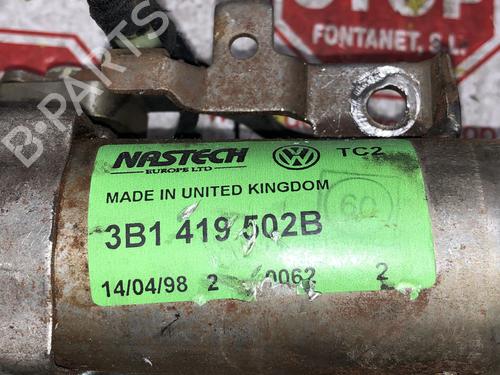 STOP
FONTANET, S.L.
B-PARTS
NASTECH
EUROPE LTD
TC2
MADE IN UNITED KINGDOM
60
3B1 419 502B
14/04/98 2 0062 2